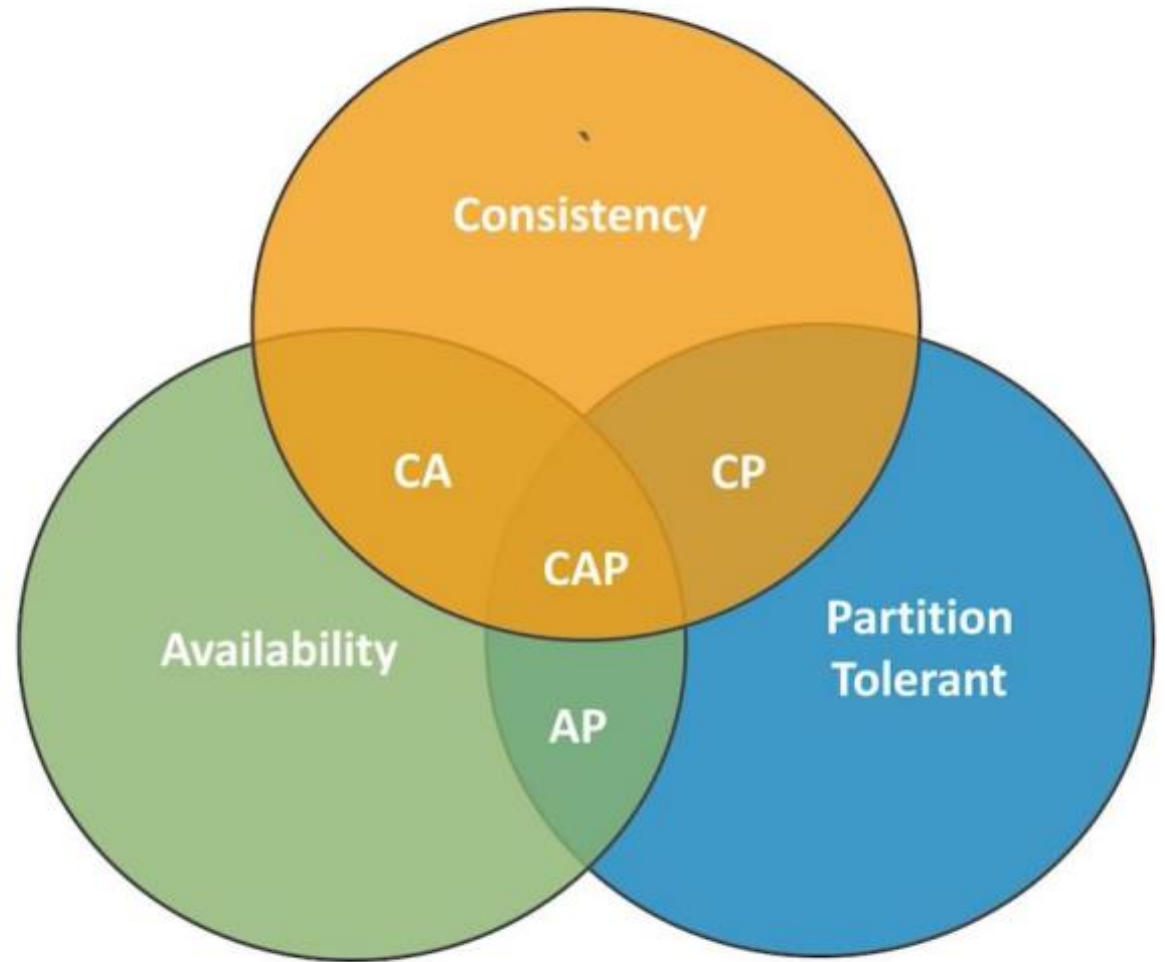 Consistency
CA
CP
CAP
Availability
Partition
Tolerant
AP